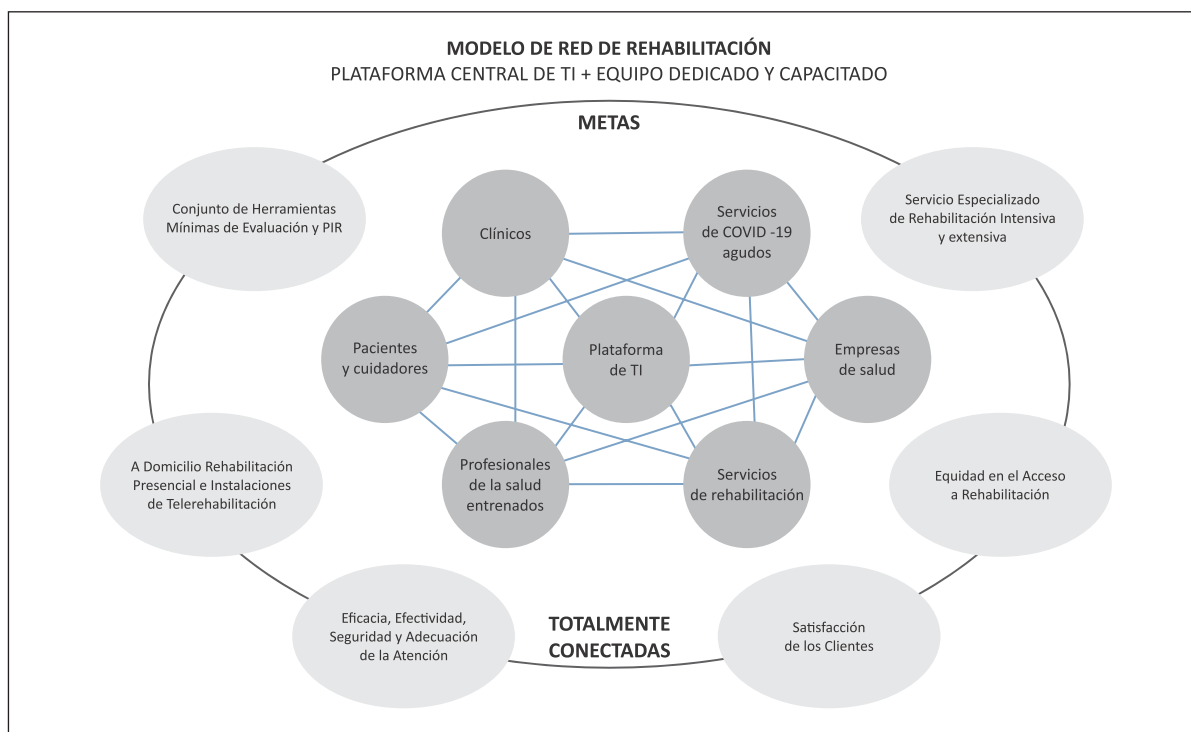 MODELO DE RED DE REHABILITACIÓN
PLATAFORMA CENTRAL DE TI + EQUIPO DEDICADO Y CAPACITADO
METAS
Conjunto de Herramientas
Mínimas de Evaluación y PIR
Clínicos
Servicios
de COVID -19
agudos
Servicio Especializado
de Rehabilitación Intensiva
y extensiva
Pacientes
y cuidadores
Plataforma
de TI
Empresas
de salud
A Domicilio Rehabilitación
Presencial e Instalaciones
de Telerehabilitación
Profesionales
de la salud
entrenados
Servicios
de rehabilitación
Equidad en el Acceso
a Rehabilitación
Eficacia, Efectividad,
Seguridad y Adecuación
de la Atención
TOTALMENTE
CONECTADAS
Satisfacción
de los Clientes